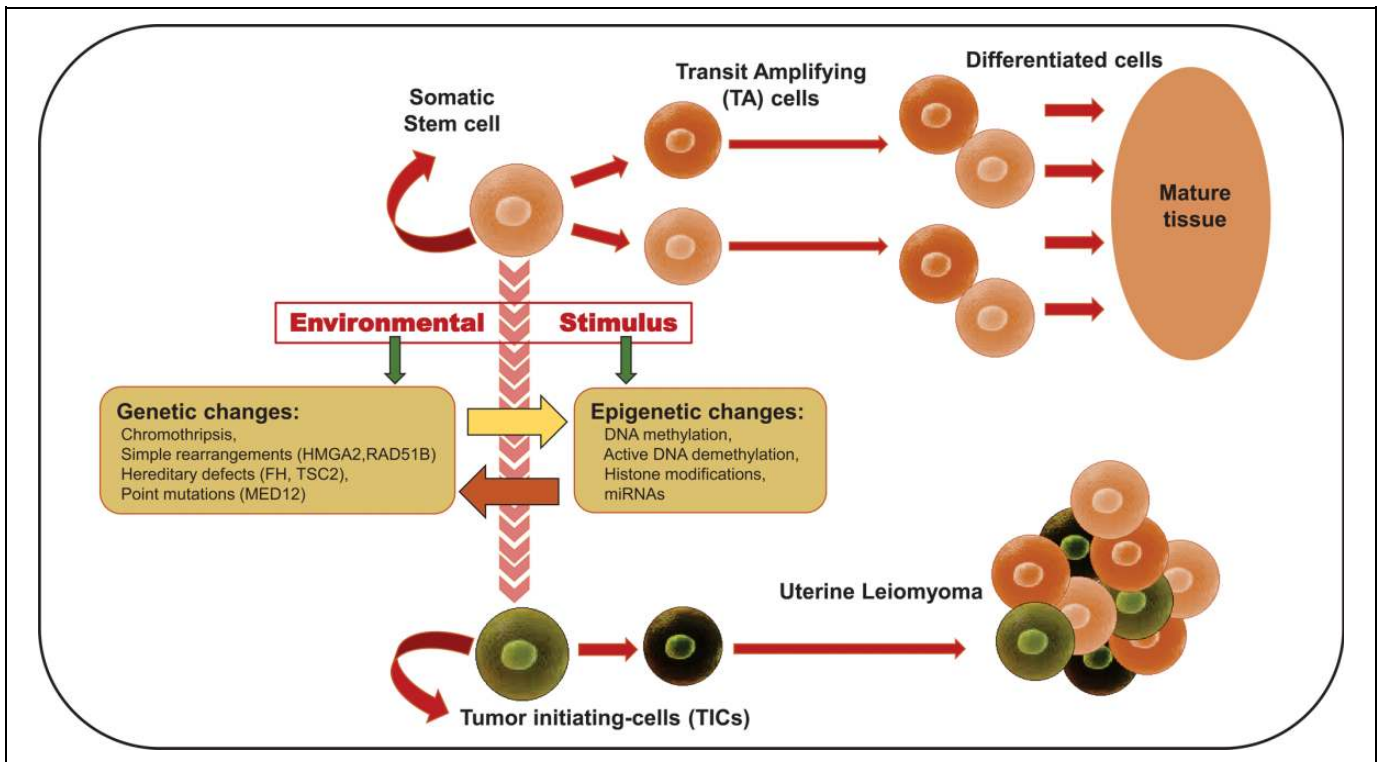 Somatic
Stem cell
Transit Amplifying
(TA) cells
Differentiated cells
Mature
tissue
Environmental Stimulus
Genetic changes:
Chromothripsis,
Simple rearrangements (HMGA2,RAD51B)
Hereditary defects (FH, TSC2),
Point mutations (MED12)
Epigenetic changes:
DNA methylation,
Active DNA demethylation,
Histone modifications,
miRNAs
Uterine Leiomyoma
Tumor initiating-cells (TICs)